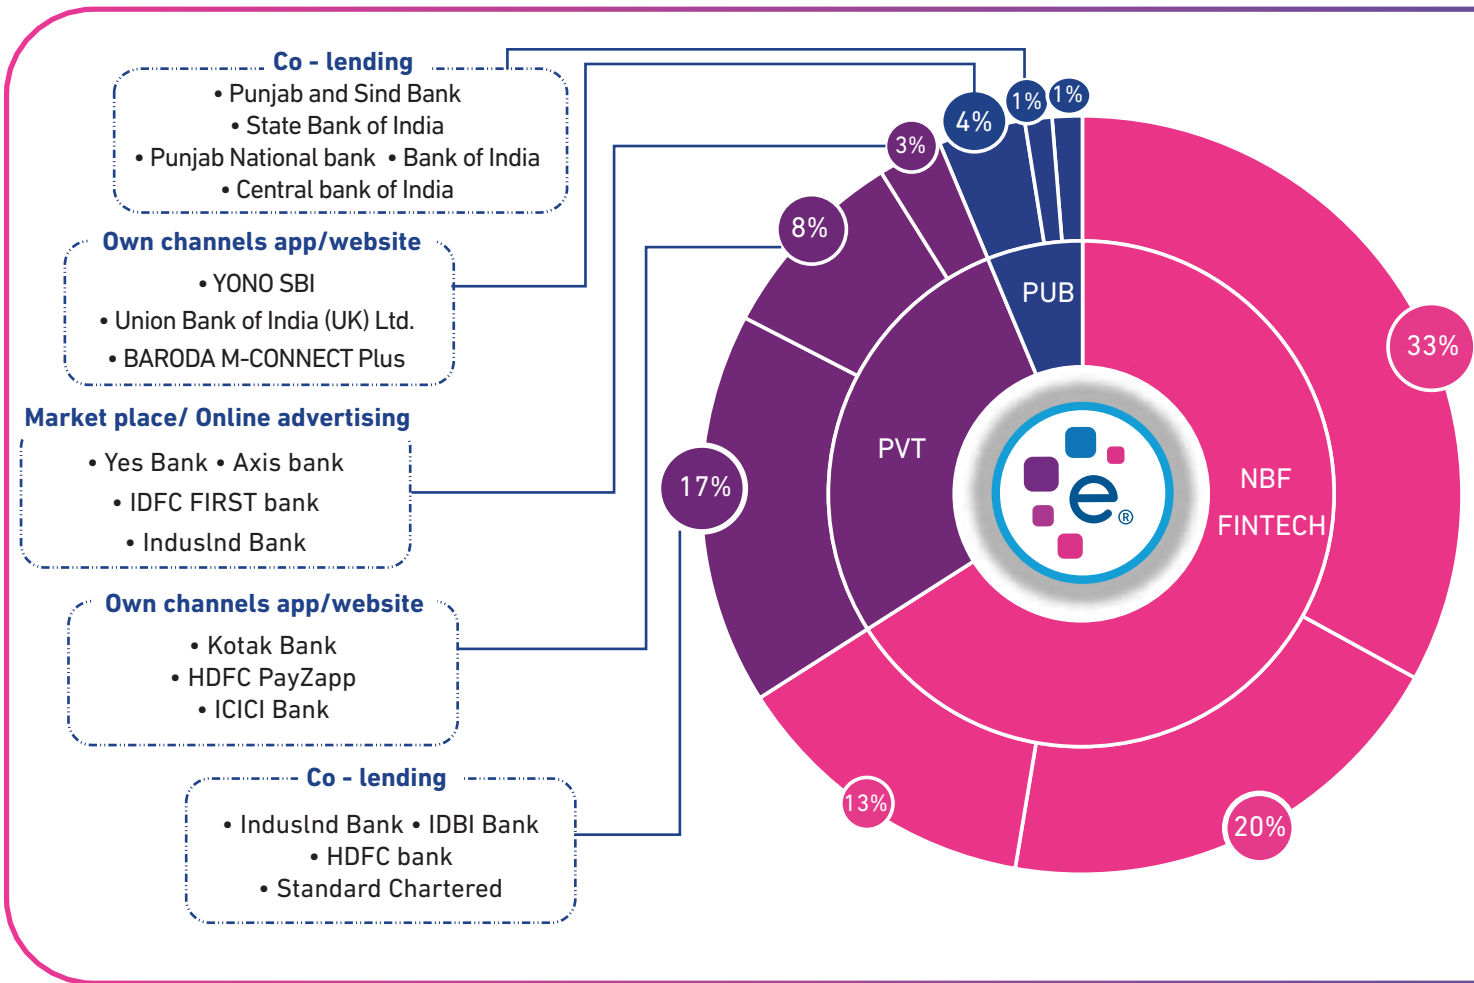 Co - lending
• Punjab and Sind Bank
• State Bank of India
• Punjab National bank • Bank of India
• Central bank of India
Own channels app/website
• YONO SBI
• Union Bank of India (UK) Ltd.
• BARODA M-CONNECT Plus
Market place/ Online advertising
• Yes Bank • Axis bank
• IDFC FIRST bank
• IndusInd Bank
Own channels app/website
• Kotak Bank
• HDFC PayZapp
• ICICI Bank
Co - lending
• IndusInd Bank • IDBI Bank
• HDFC bank
• Standard Chartered
1%
1%
4%
3%
8%
17%
33%
20%
13%
PUB
PVT
NBF
FINTECH
e®